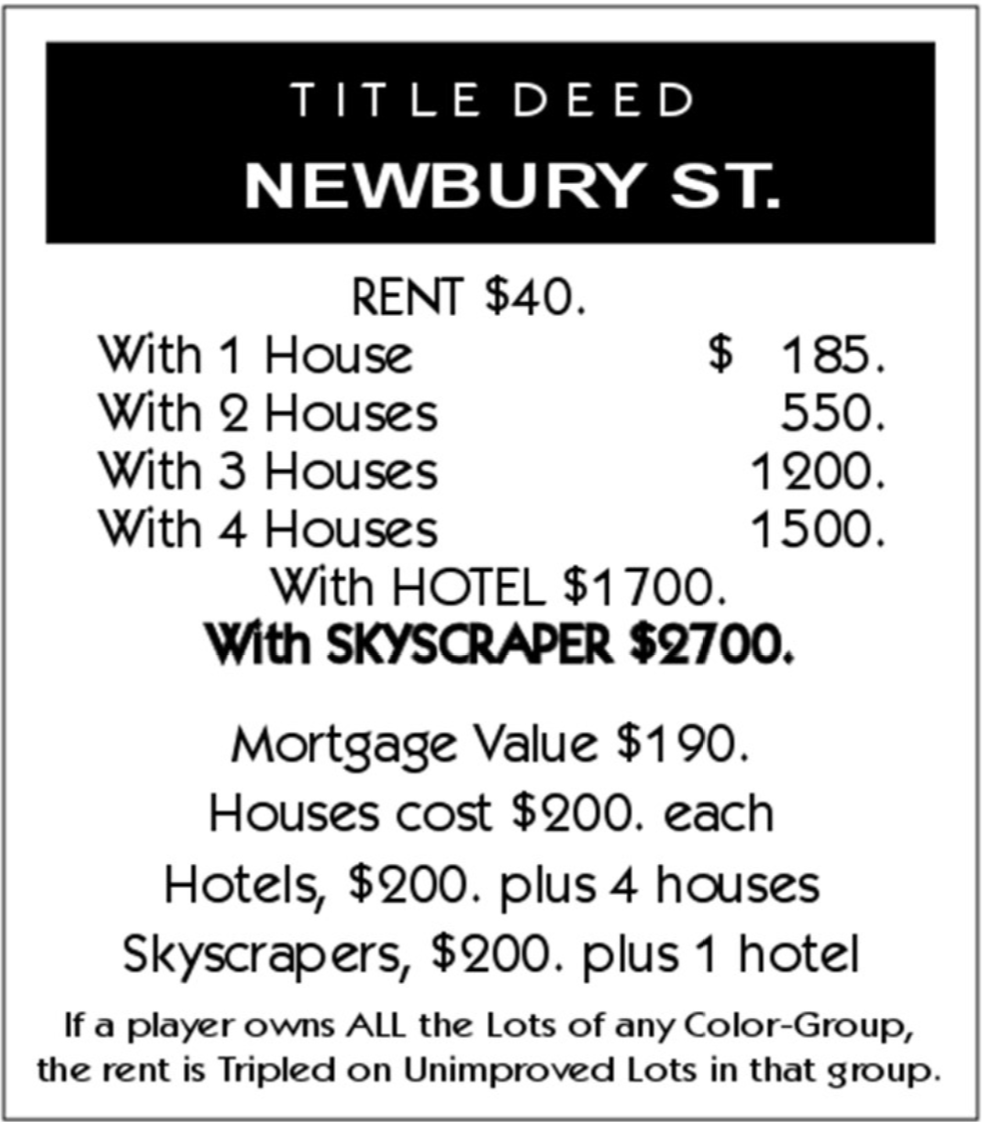 TITLE DEED
NEWBURY ST.
RENT $40.
With 1 House $ 185.
With 2 Houses 550.
With 3 Houses 1200.
With 4 Houses 1500.
With HOTEL $1700.
With SKYSCRAPER $2700.
Mortgage Value $190.
Houses cost $200. each
Hotels, $200. plus 4 houses
Skyscrapers, $200. plus 1 hotel
If a player owns ALL the Lots of any Color-Group,
the rent is Tripled on Unimproved Lots in that group.